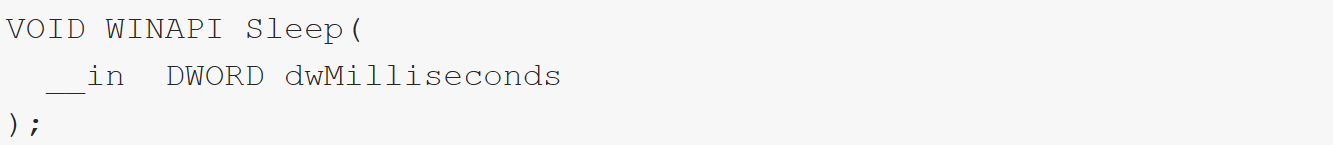 VOID WINAPI Sleep(
  __in  DWORD dwMilliseconds
);